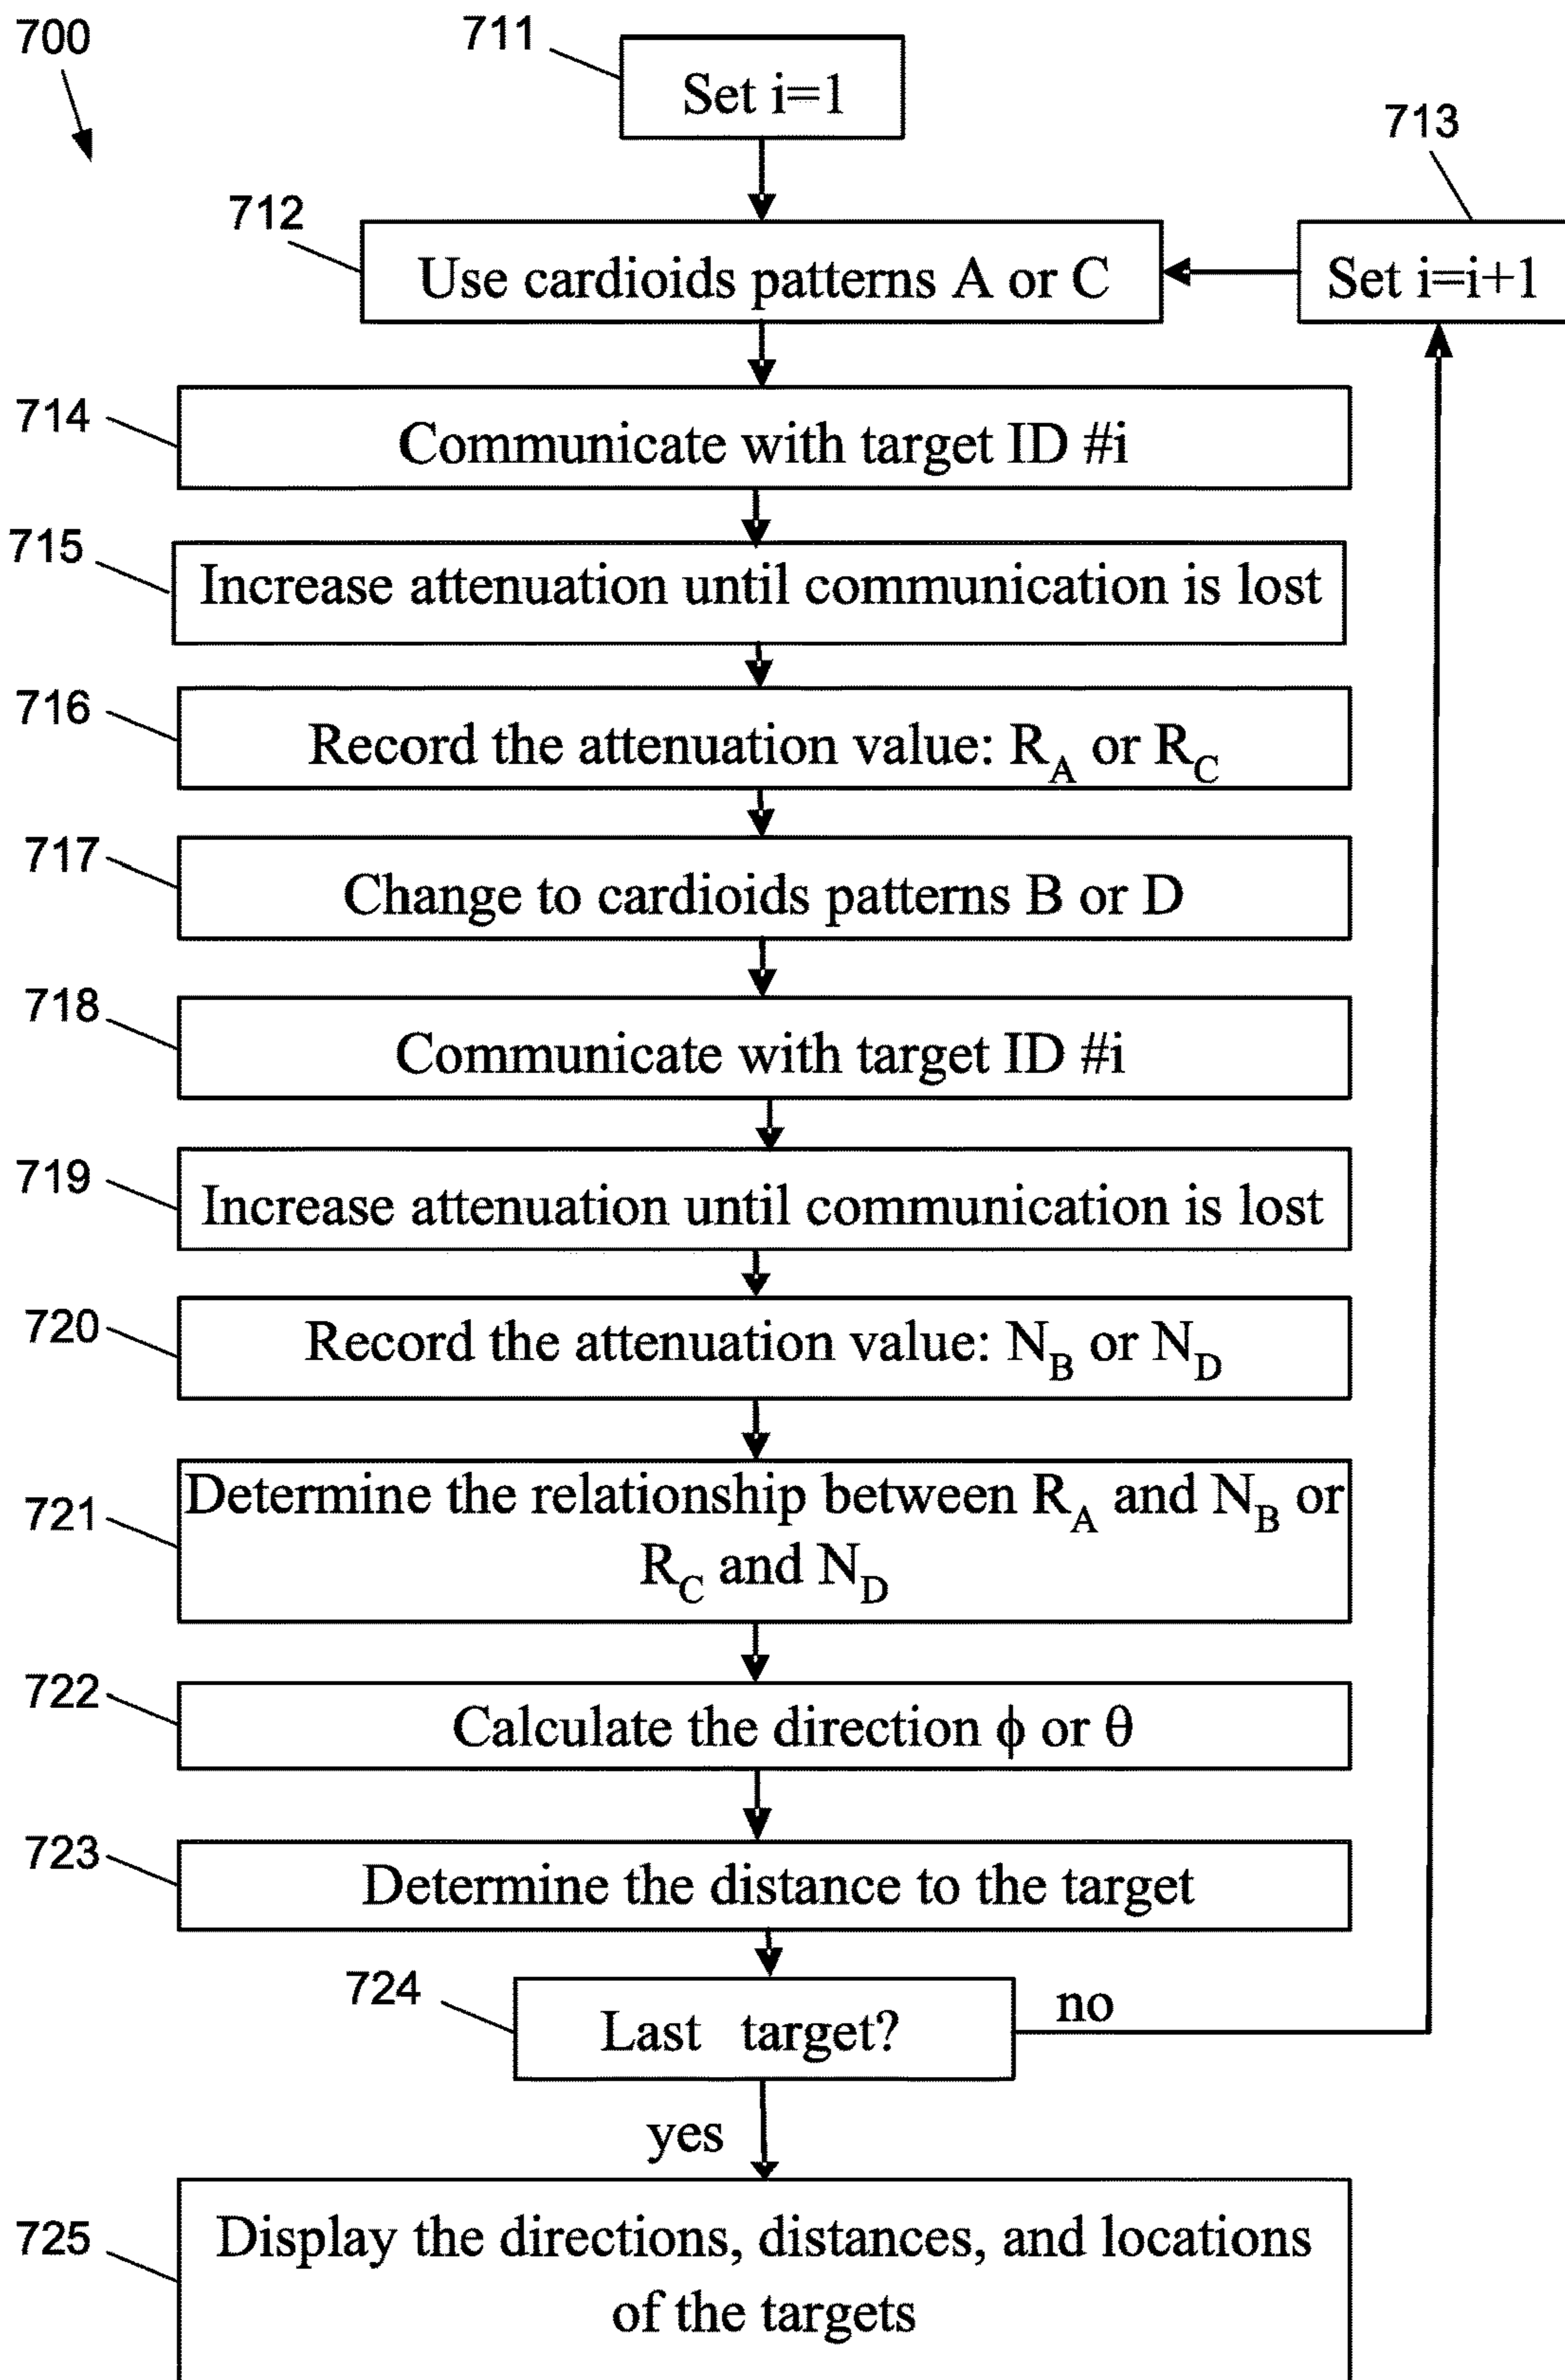 700
711
Set i=1
713
712
Use cardioids patterns A or C
Set i=i+1
714
Communicate with target ID #i
715
Increase attenuation until communication is lost
716
Record the attenuation value: R_A or R_C
717
Change to cardioids patterns B or D
718
Communicate with target ID #i
719
Increase attenuation until communication is lost
720
Record the attenuation value: N_B or N_D
721
Determine the relationship between R_A and N_B or
R_C and N_D
722
Calculate the direction ϕ or θ
723
Determine the distance to the target
724
Last target?
no
yes
725
Display the directions, distances, and locations
of the targets